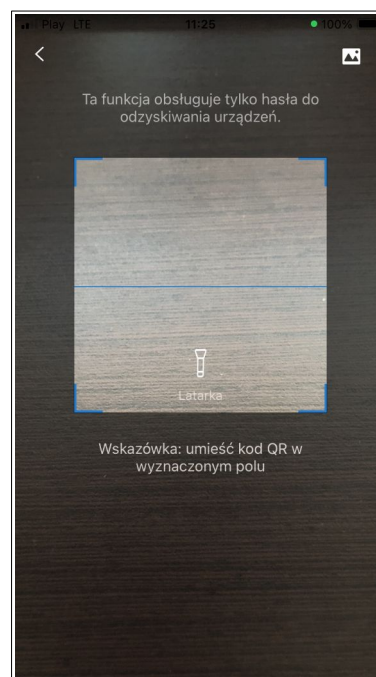 Play LTE 11:25 100%
Ta funkcja obsługuje tylko hasła do
odzyskiwania urządzeń.
Latarka
Wskazówka: umieść kod QR w
wyznaczonym polu